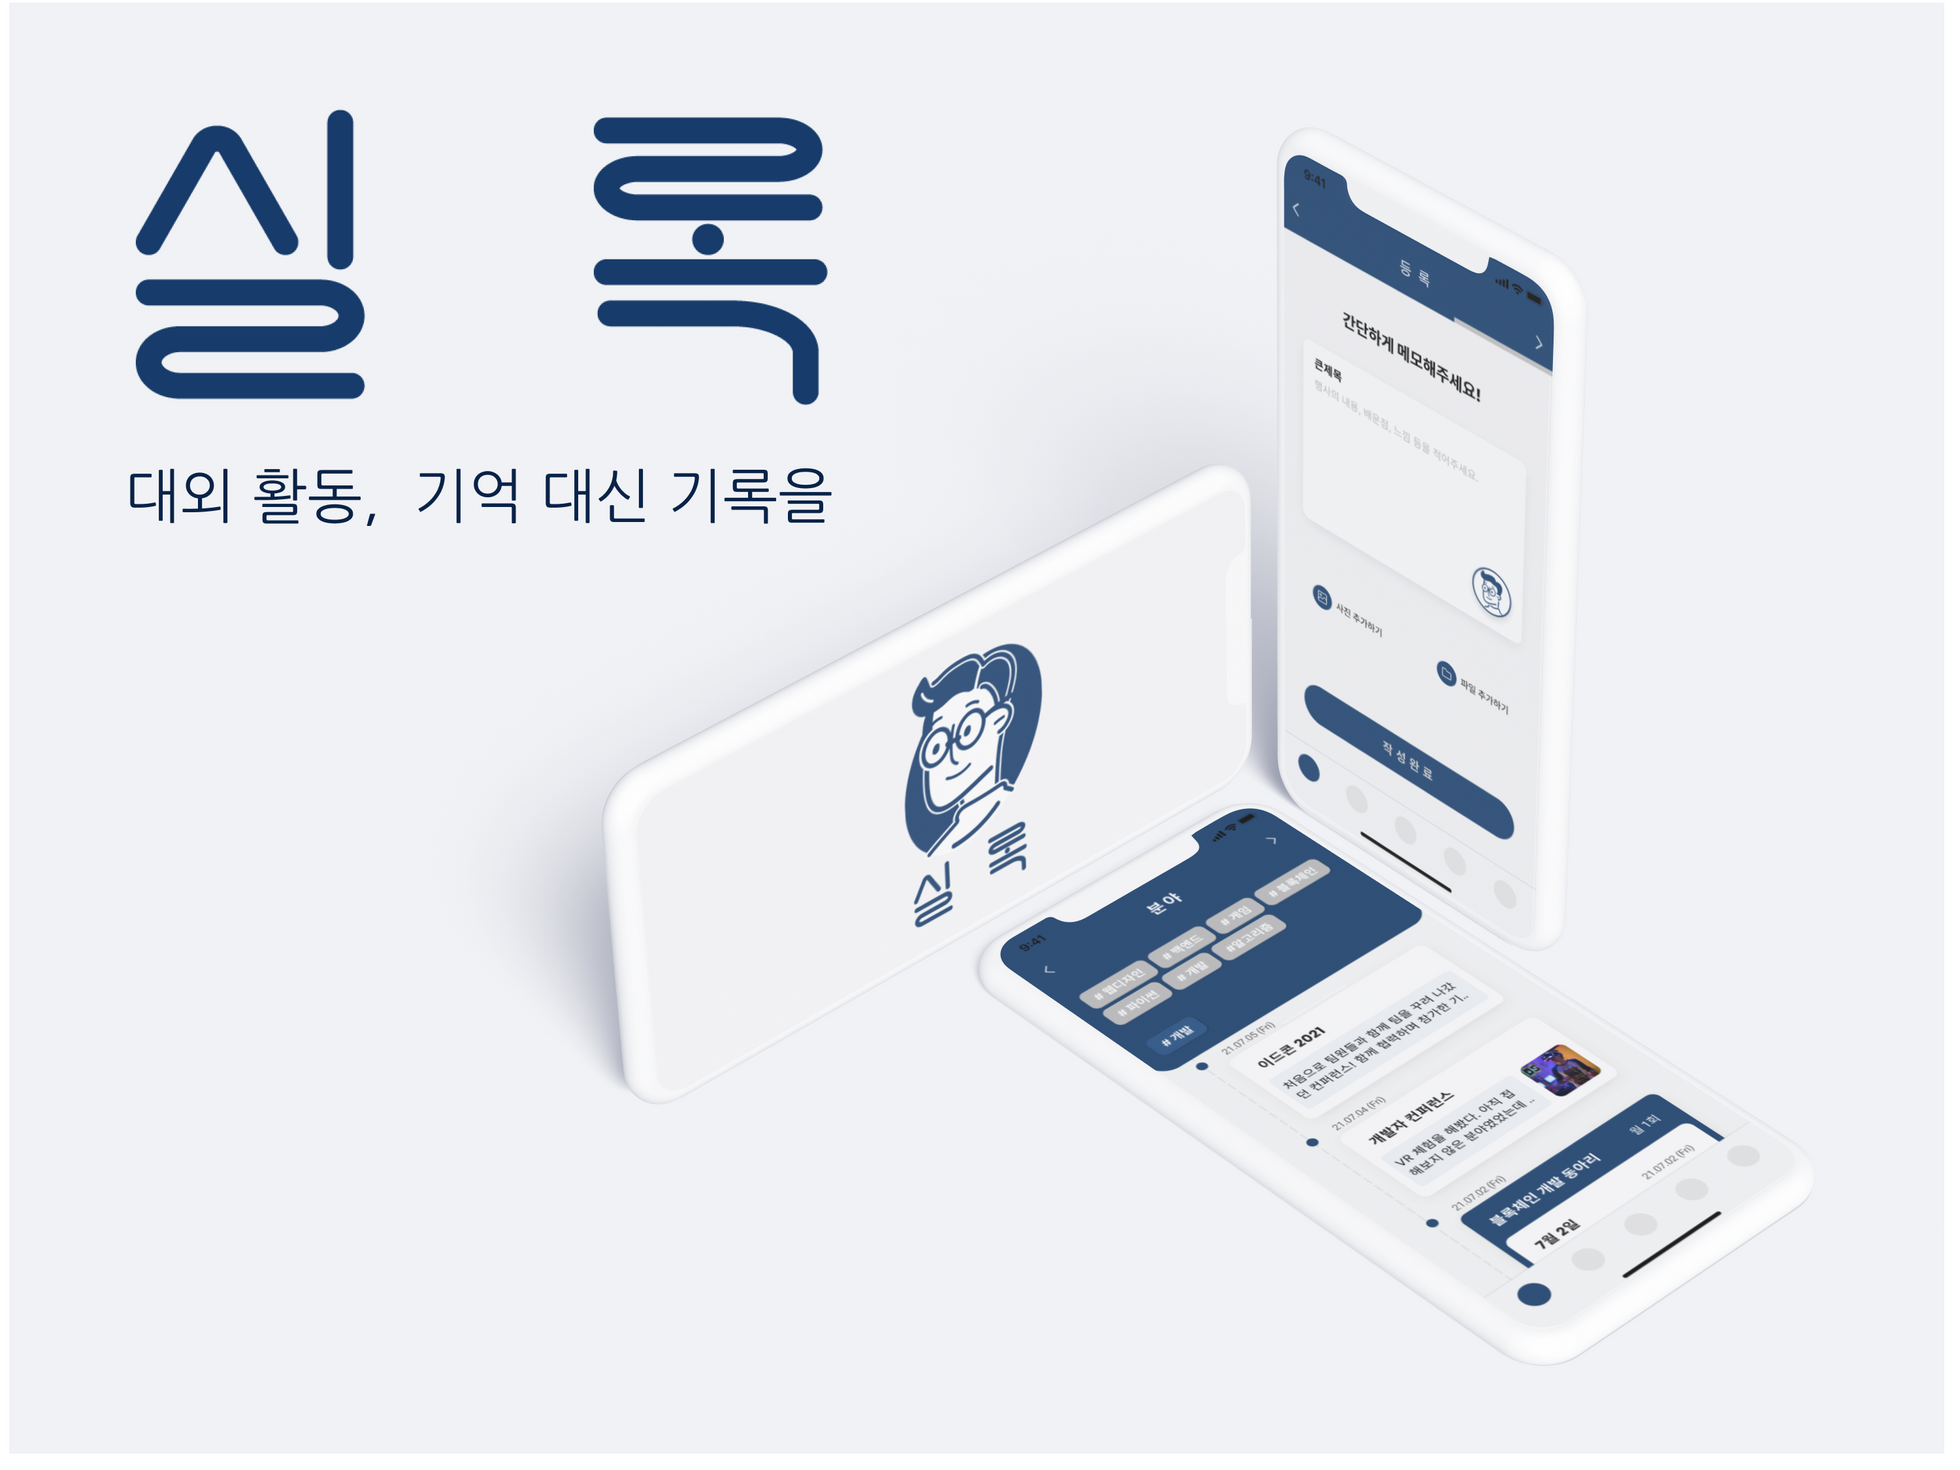 실 록
대외 활동, 기억 대신 기록을
실 록
9:41
등 록
간단하게 메모해주세요!
큰제목
행사의 내용, 배운점, 느낌 등을 적어주세요.
사진 추가하기
파일 추가하기
작성완료
9:41
분야
# 웹디자인 # 백엔드 # 게임 # 블록체인
# 파이썬 # 개발 #알고리즘
# 개발
21.07.05 (Fri)
이드콘 2021
처음으로 팀원들과 함께 팀을 꾸려 나갔
던 컨퍼런스! 함께 협력하며 참가한 기..
21.07.04 (Fri)
개발자 컨퍼런스
VR 체험을 해봤다. 아직 접
해보지 않은 분야였었는데 ..
21.07.02 (Fri)
블록체인 개발 동아리
월 1회
7월 2일
21.07.02 (Fri)